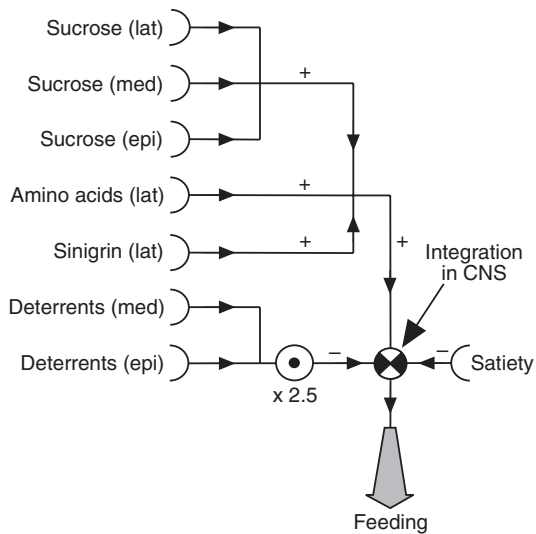 Sucrose (lat)
Sucrose (med)
+
Sucrose (epi)
Amino acids (lat)
+
Sinigrin (lat)
+
+
Integration
in CNS
Deterrents (med)
Deterrents (epi)
–
–
Satiety
x 2.5
Feeding